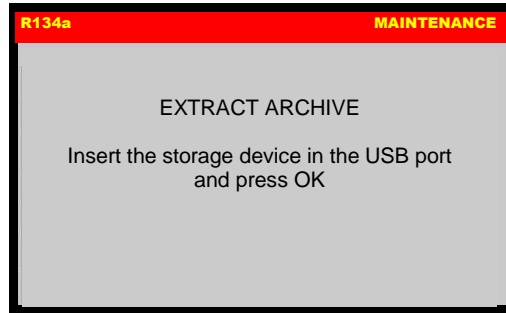 R134a MAINTENANCE
EXTRACT ARCHIVE
Insert the storage device in the USB port
and press OK